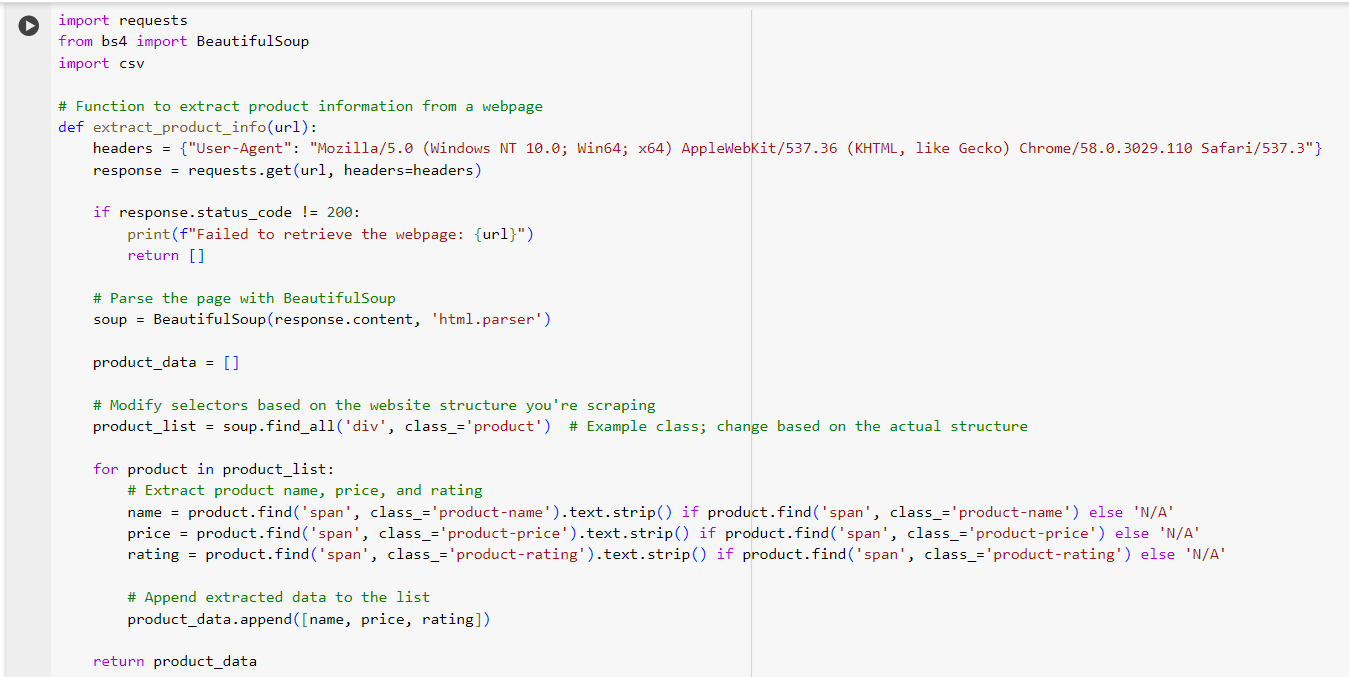 import requests
from bs4 import BeautifulSoup
import csv

# Function to extract product information from a webpage
def extract_product_info(url):
    headers = {"User-Agent": "Mozilla/5.0 (Windows NT 10.0; Win64; x64) AppleWebKit/537.36 (KHTML, like Gecko) Chrome/58.0.3029.110 Safari/537.3"}
    response = requests.get(url, headers=headers)

    if response.status_code != 200:
        print(f"Failed to retrieve the webpage: {url}")
        return []

    # Parse the page with BeautifulSoup
    soup = BeautifulSoup(response.content, 'html.parser')

    product_data = []

    # Modify selectors based on the website structure you're scraping
    product_list = soup.find_all('div', class_='product')  # Example class; change based on the actual structure

    for product in product_list:
        # Extract product name, price, and rating
        name = product.find('span', class_='product-name').text.strip() if product.find('span', class_='product-name') else 'N/A'
        price = product.find('span', class_='product-price').text.strip() if product.find('span', class_='product-price') else 'N/A'
        rating = product.find('span', class_='product-rating').text.strip() if product.find('span', class_='product-rating') else 'N/A'

        # Append extracted data to the list
        product_data.append([name, price, rating])

    return product_data